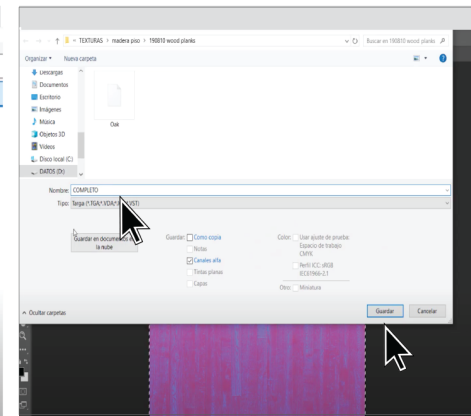 TEXTURAS > madera piso > 190810 wood planks
Buscar en 190810 wood planks
Organizar
Nueva carpeta
Descargas
Documentos
Escritorio
Imágenes
Música
Objetos 3D
Vídeos
Disco local (C:)
DATOS (D:)
Oak
Nombre: COMPLETO
Tipo: Targa (*.TGA;*.VDA;*.VST)
Guardar en documentos
la nube
Guardar:
Como copia
Notas
Canales alfa
Tintas planas
Capas
Color:
Usar ajuste de prueba:
Espacio de trabajo
CMYK
Perfil ICC: sRGB
IEC61966-2.1
Otro:
Miniatura
Ocultar carpetas
Guardar
Cancelar